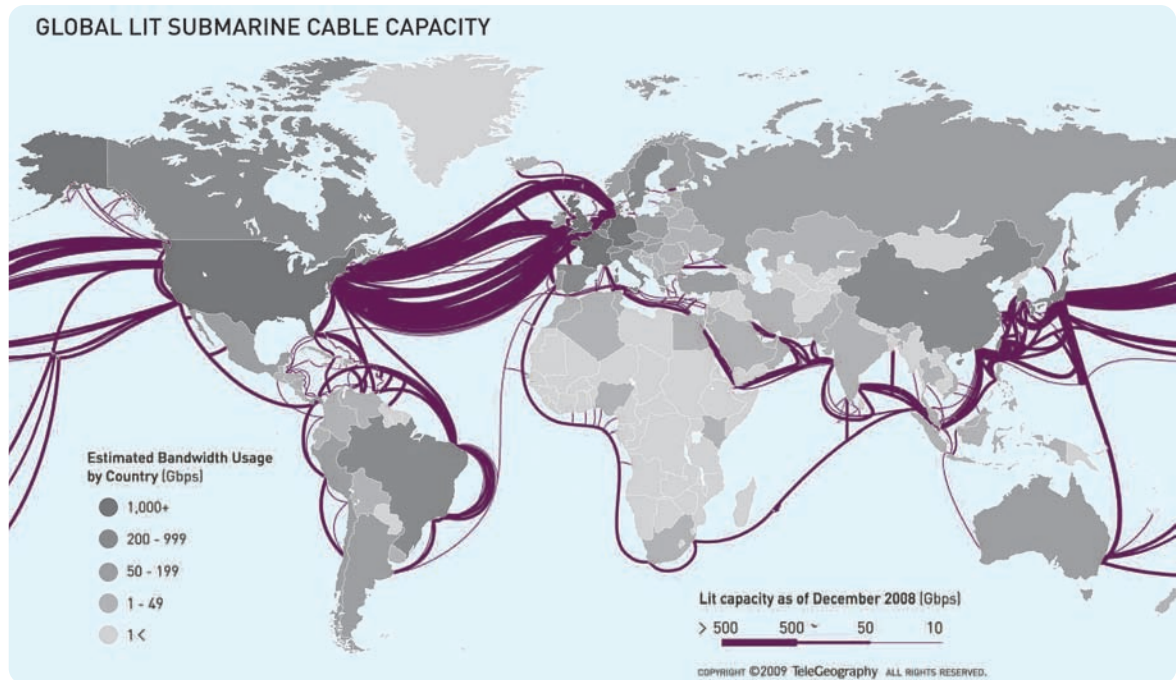 GLOBAL LIT SUBMARINE CABLE CAPACITY
Estimated Bandwidth Usage
by Country (Gbps)
1,000+
200 - 999
50 - 199
1 - 49
1 <
Lit capacity as of December 2008 (Gbps)
> 500 500 50 10
COPYRIGHT ©2009 TeleGeography ALL RIGHTS RESERVED.